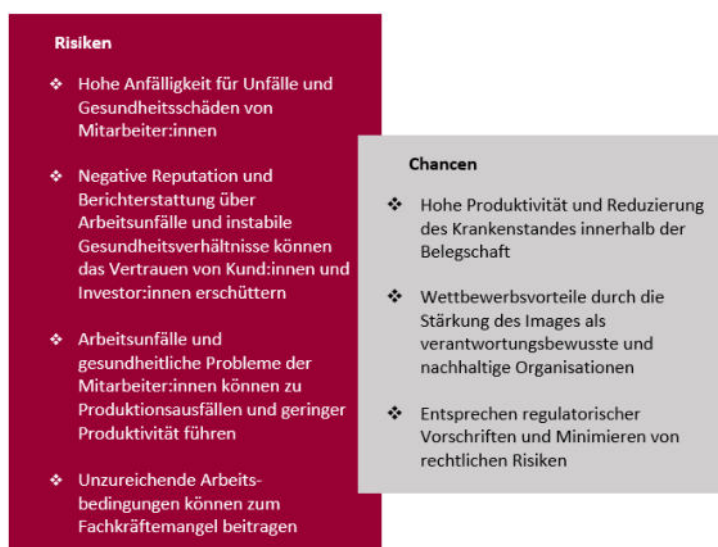 Risiken
❖ Hohe Anfälligkeit für Unfälle und
Gesundheitsschäden von
Mitarbeiter:innen
❖ Negative Reputation und
Berichterstattung über
Arbeitsunfälle und instabile
Gesundheitsverhältnisse können
das Vertrauen von Kund:innen und
Investor:innen erschüttern
❖ Arbeitsunfälle und
gesundheitliche Probleme der
Mitarbeiter:innen können zu
Produktionsausfällen und geringer
Produktivität führen
❖ Unzureichende Arbeits-
bedingungen können zum
Fachkräftemangel beitragen
Chancen
❖ Hohe Produktivität und Reduzierung
des Krankenstandes innerhalb der
Belegschaft
❖ Wettbewerbsvorteile durch die
Stärkung des Images als
verantwortungsbewusste und
nachhaltige Organisationen
❖ Entsprechen regulatorischer
Vorschriften und Minimieren von
rechtlichen Risiken